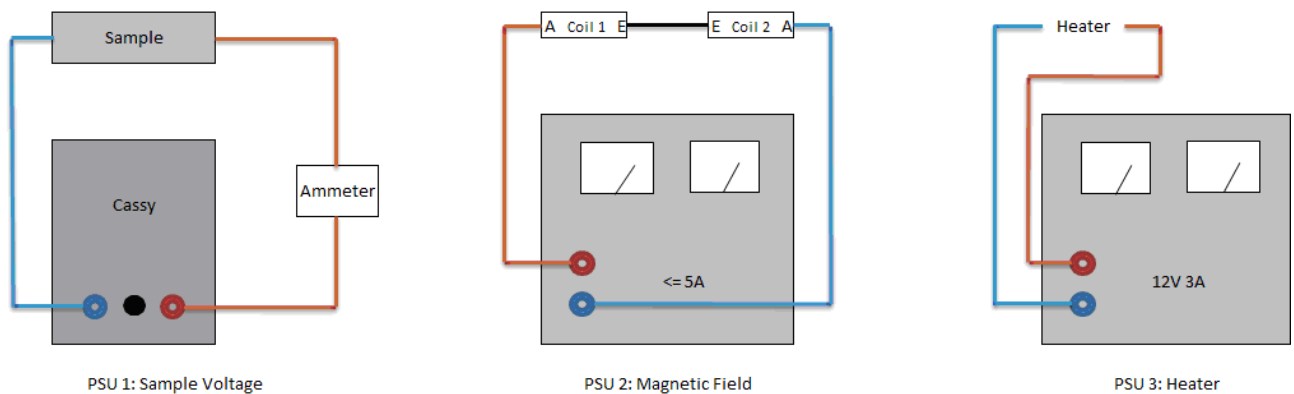 Sample
Ammeter
Cassy
PSU 1: Sample Voltage
A Coil 1 E
E Coil 2 A
<= 5A
PSU 2: Magnetic Field
Heater
12V 3A
PSU 3: Heater